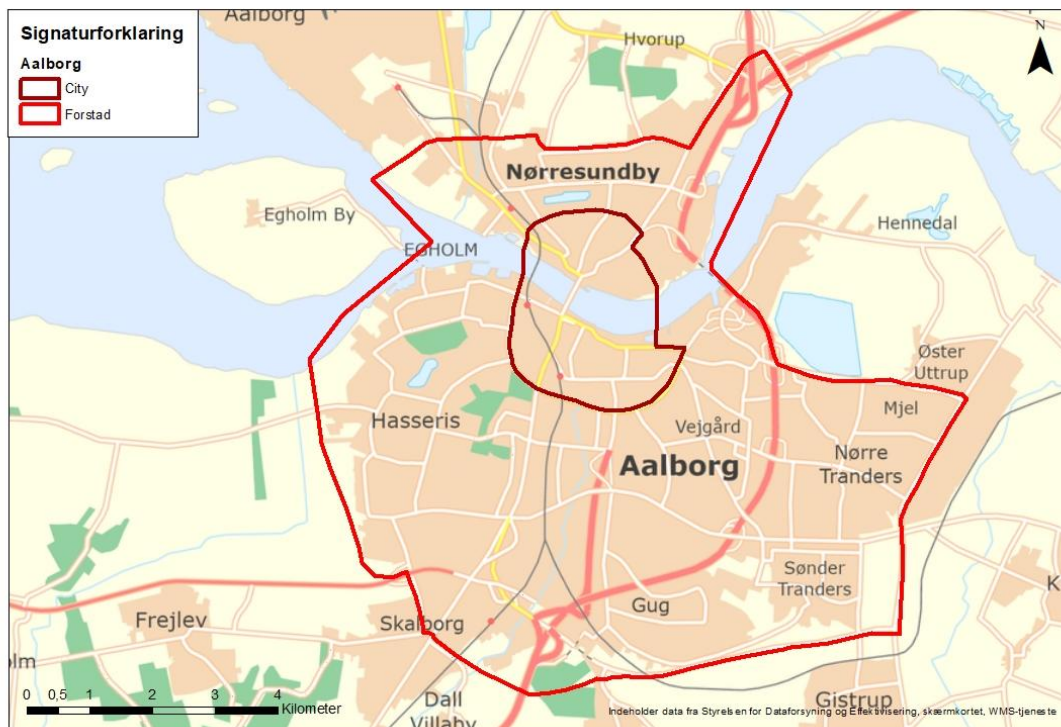 Signaturforklaring
Aalborg
City
Forstad
Aalborg
Hvorup
N
Nørresundby
Egholm By
EGHOLM
Hennedal
Øster
Uttrup
Mjel
Hasseris
Vejgård
Aalborg
Nørre
Tranders
Sønder
Tranders
Frejlev
Skalborg
Gug
K
olm
Dall
Villaby
Gistrup
0 0,5 1 2 3 4
Kilometer
Indeholder data fra Styrelsen for Dataforsyning og Effektivisering, skærmkortet, WMS-tjeneste